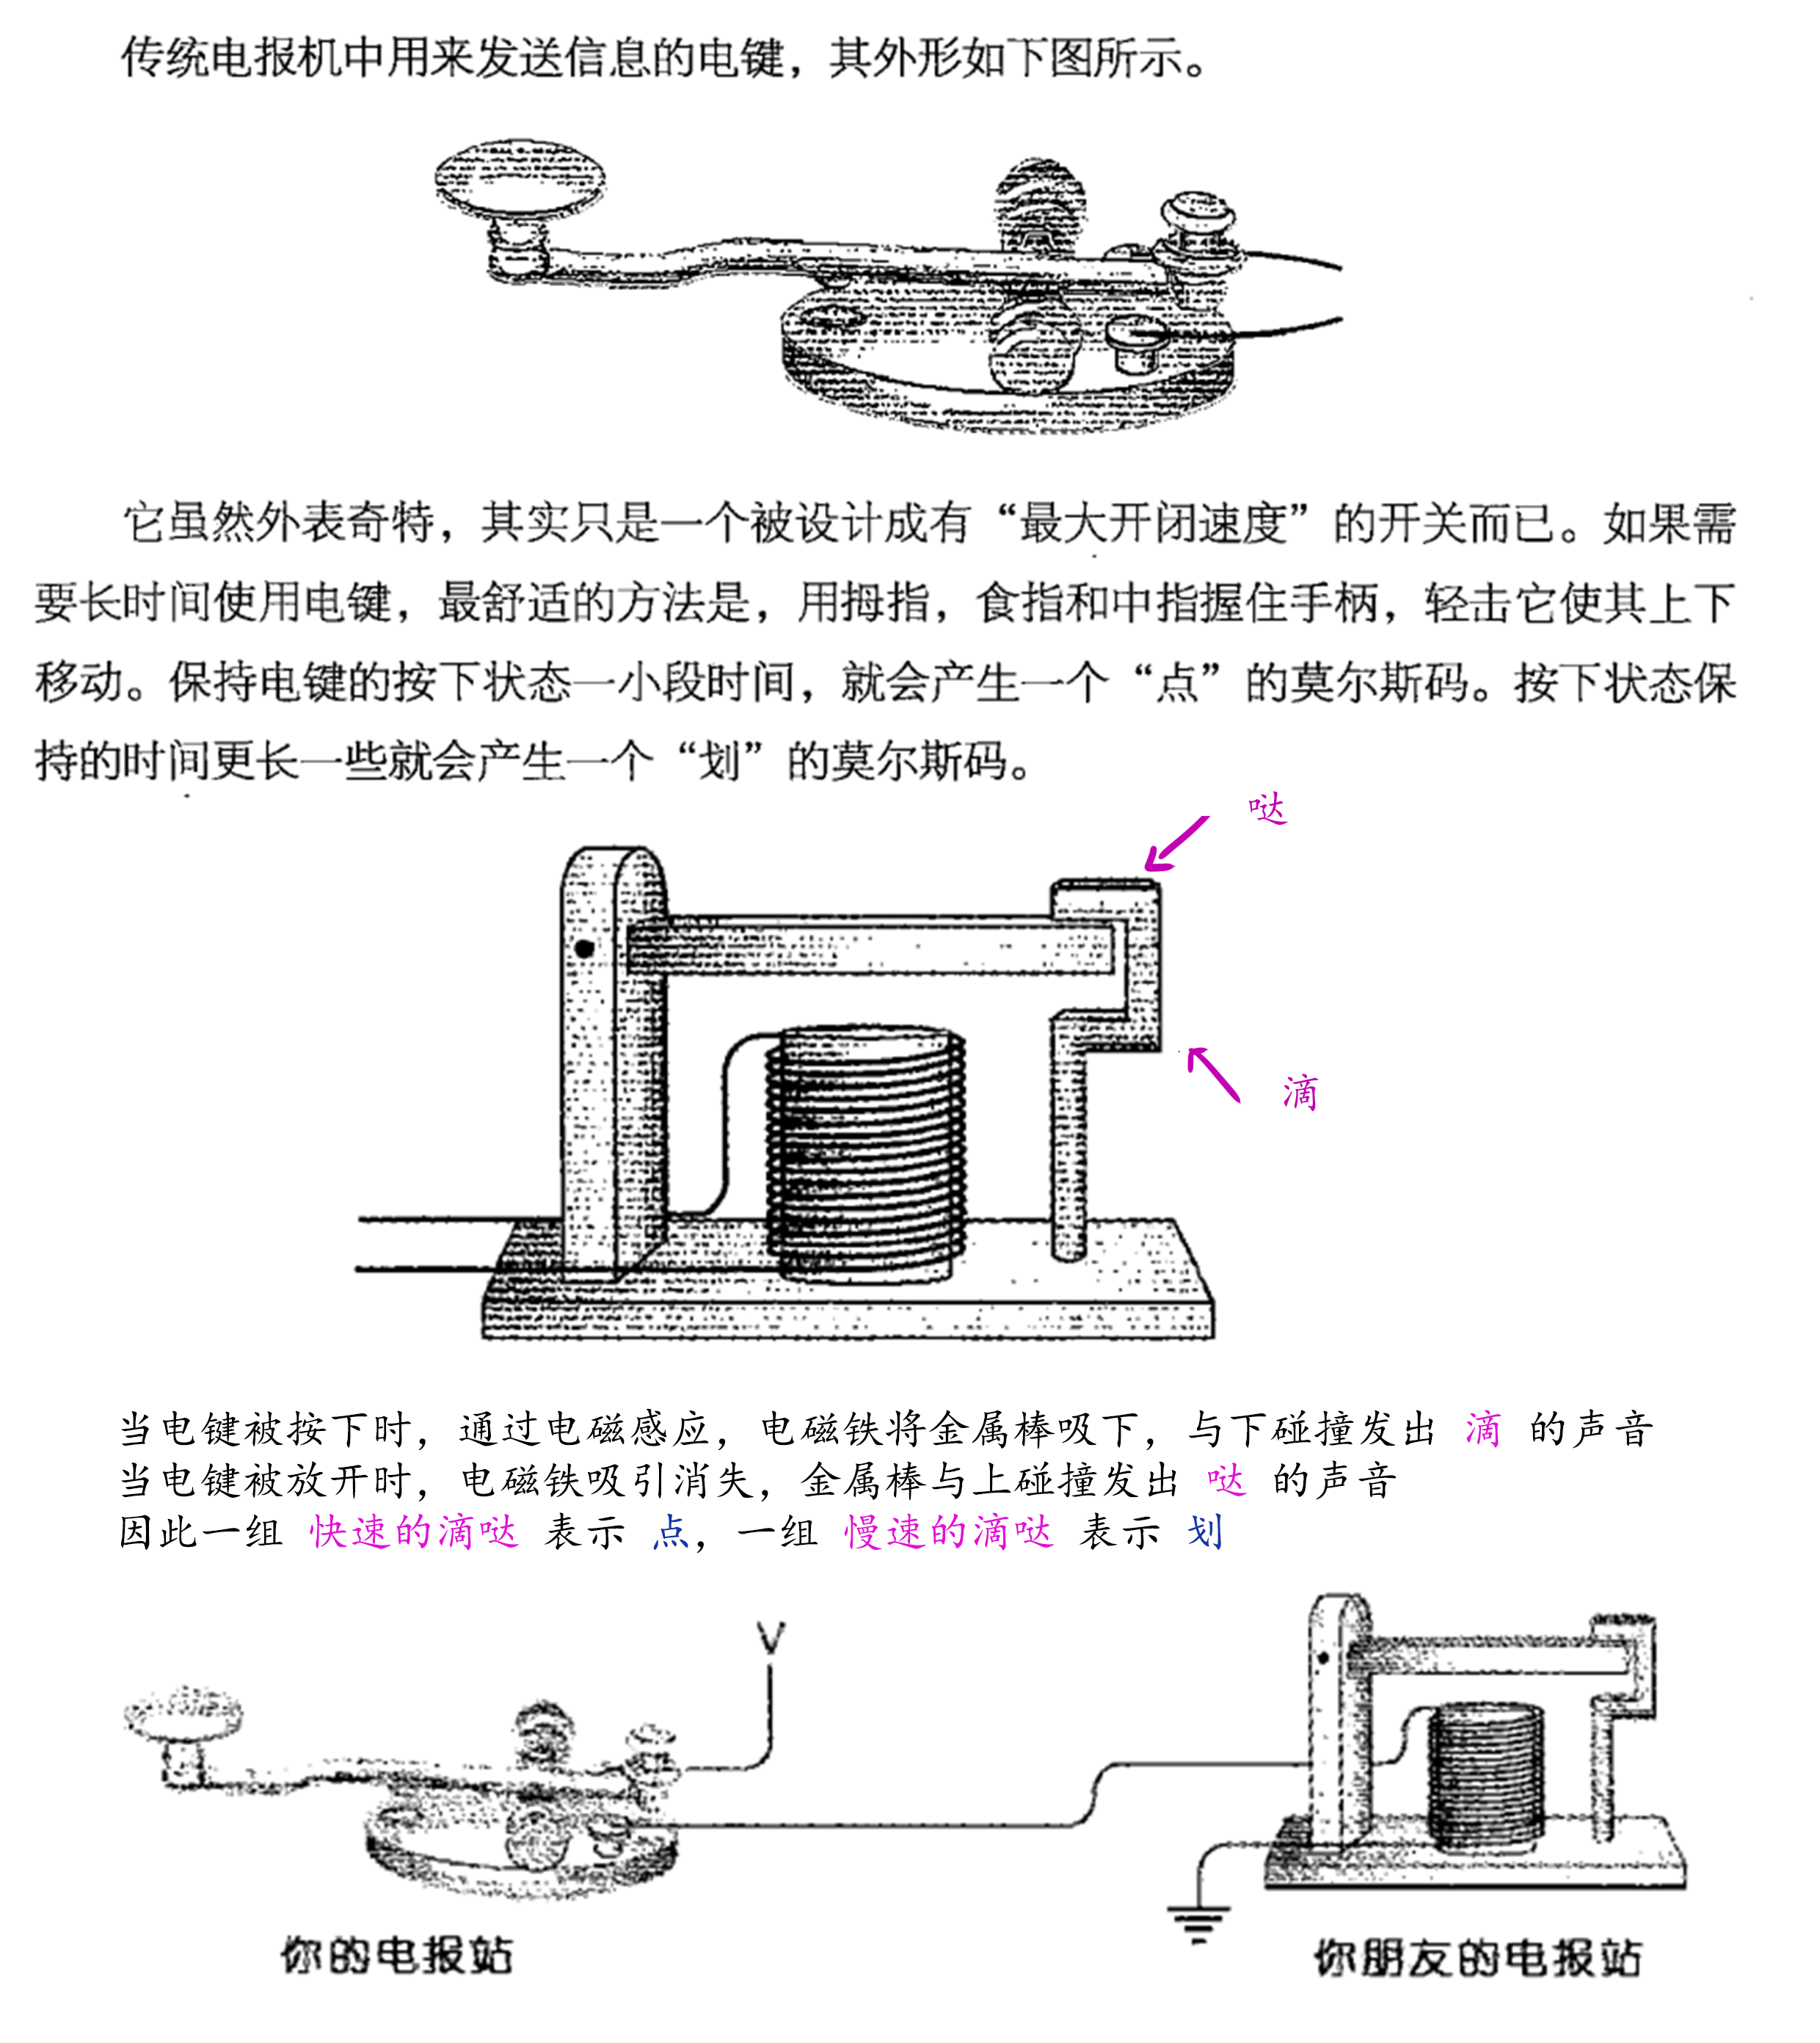 传统电报机中用来发送信息的电键，其外形如下图所示。
它虽然外表奇特，其实只是一个被设计成有“最大开闭速度”的开关而已。如果需
要长时间使用电键，最舒适的方法是，用拇指，食指和中指握住手柄，轻击它使其上下
移动。保持电键的按下状态一小段时间，就会产生一个“点”的莫尔斯码。按下状态保
持的时间更长一些就会产生一个“划”的莫尔斯码。
哒
滴
当电键被按下时，通过电磁感应，电磁铁将金属棒吸下，与下碰撞发出 滴 的声音
当电键被放开时，电磁铁吸引消失，金属棒与上碰撞发出 哒 的声音
因此一组 快速的滴哒 表示 点，一组 慢速的滴哒 表示 划
V
你的电报站
你朋友的电报站